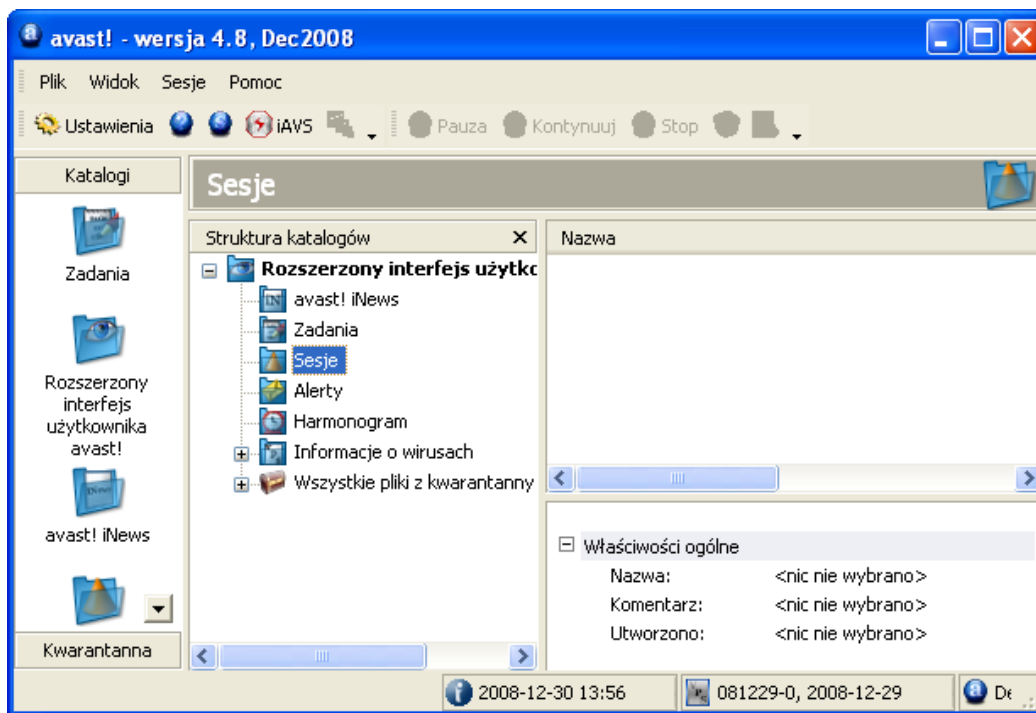 avast! - wersja 4.8, Dec2008
Plik Widok Sesje Pomoc
Ustawienia iAVS Pauza Kontynuuj Stop
Katalogi
Zadania
Rozszerzony
interfejs
użytkownika
avast!
avast! iNews
Kwarantanna
Sesje
Struktura katalogów
Rozszerzony interfejs użytkc
avast! iNews
Zadania
Sesje
Alerty
Harmonogram
Informacje o wirusach
Wszystkie pliki z kwarantanny
Nazwa
Właściwości ogólne
Nazwa: <nic nie wybrano>
Komentarz: <nic nie wybrano>
Utworzono: <nic nie wybrano>
2008-12-30 13:56 081229-0, 2008-12-29